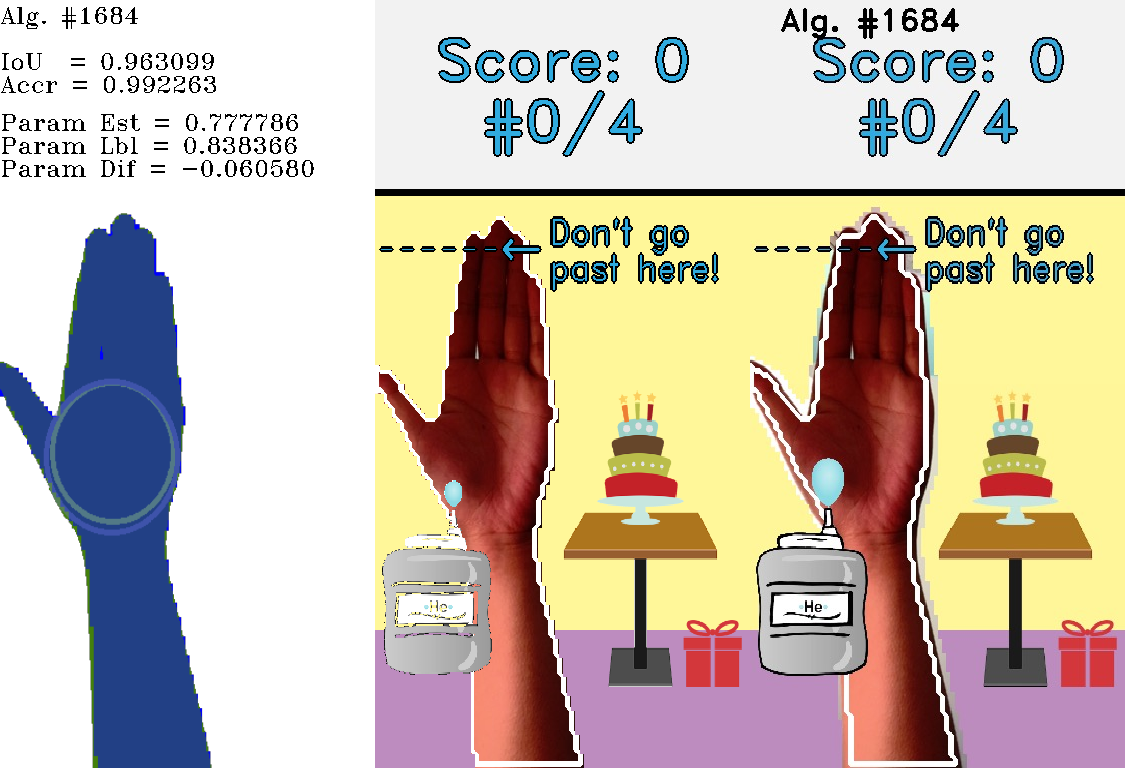 Alg. #1684
IoU = 0.963099
Accr = 0.992263
Param Est = 0.777786
Param Lbl = 0.838366
Param Dif = −0.060580
Score: 0
#0/4
Don't go
past here!
He
Alg. #1684
Score: 0
#0/4
Don't go
past here!
He